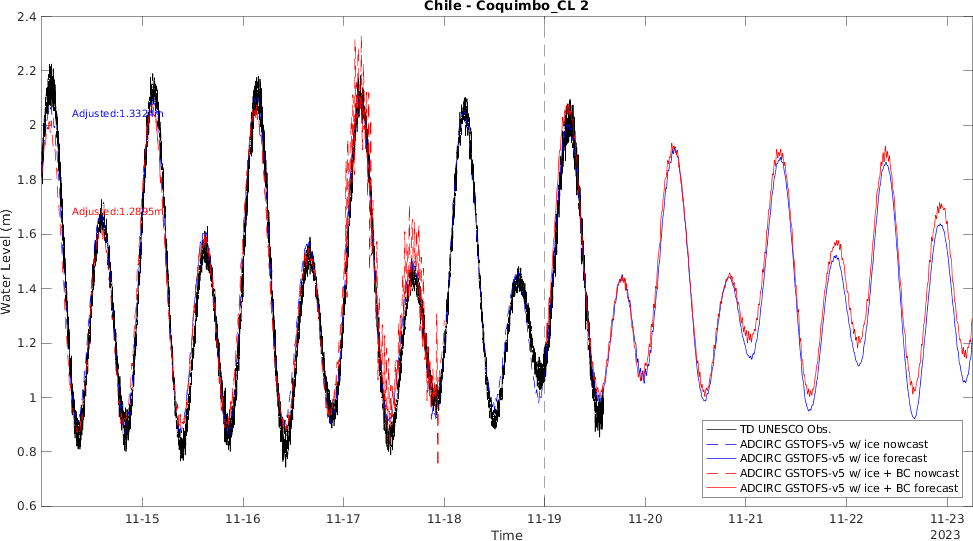 Chile - Coquimbo_CL 2
Water Level (m)
2.4
2.2
2
1.8
1.6
1.4
1.2
1
0.8
0.6
Adjusted:1.3324m
Adjusted:1.2895m
TD UNESCO Obs.
ADCIRC GSTOFS-v5 w/ ice nowcast
ADCIRC GSTOFS-v5 w/ ice forecast
ADCIRC GSTOFS-v5 w/ ice + BC nowcast
ADCIRC GSTOFS-v5 w/ ice + BC forecast
11-15 11-16 11-17 11-18 11-19 11-20 11-21 11-22 11-23
2023
Time